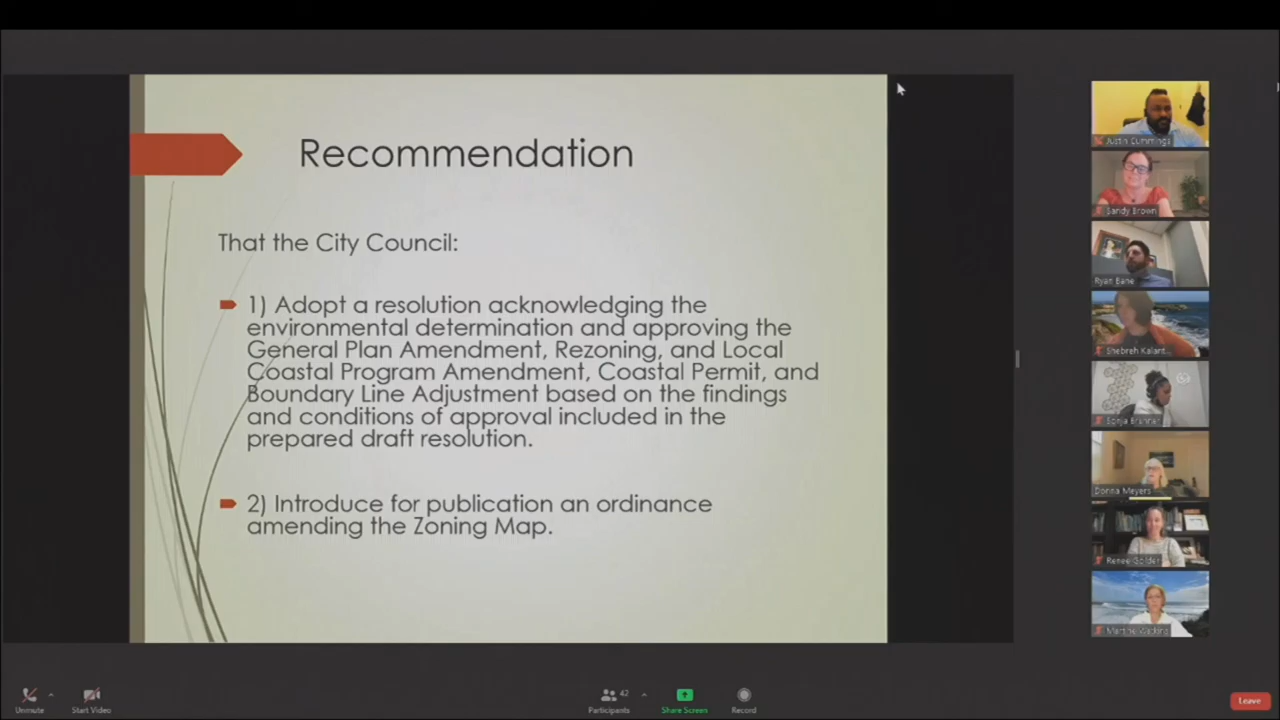 Recommendation
That the City Council:
1) Adopt a resolution acknowledging the
environmental determination and approving the
General Plan Amendment, Rezoning, and Local
Coastal Program Amendment, Coastal Permit, and
Boundary Line Adjustment based on the findings
and conditions of approval included in the
prepared draft resolution.
2) Introduce for publication an ordinance
amending the Zoning Map.
Justin Cummings
Sandy Brown
Ryan Bane
Shebreh Kalant...
Sonja Brunner
Donna Meyers
Renee Golder
Martine Watkins
Unmute
Start Video
42
Participants
Share Screen
Record
Leave